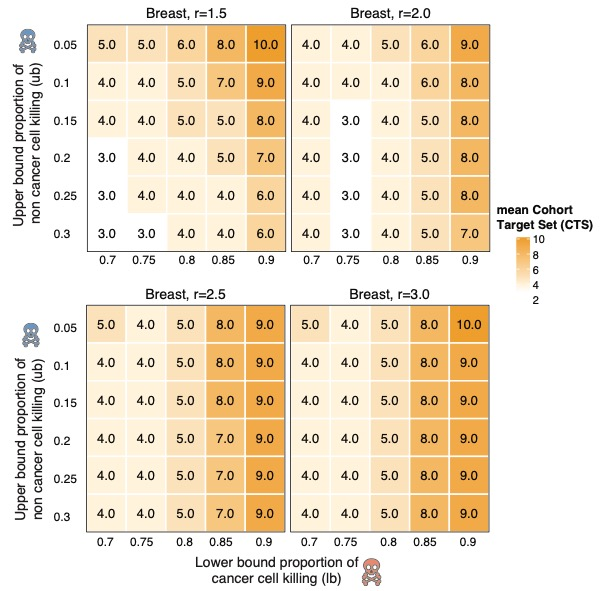 Breast, r=1.5
Breast, r=2.0
Upper bound proportion of
non cancer cell killing (ub)
0.05 5.0 5.0 6.0 8.0 10.0 4.0 4.0 5.0 6.0 9.0
0.1 4.0 4.0 5.0 7.0 9.0 4.0 4.0 4.0 6.0 8.0
0.15 4.0 4.0 5.0 5.0 8.0 4.0 3.0 4.0 5.0 8.0
0.2 3.0 4.0 4.0 5.0 7.0 4.0 3.0 4.0 5.0 8.0
0.25 3.0 4.0 4.0 4.0 6.0 4.0 3.0 4.0 5.0 8.0
0.3 3.0 3.0 4.0 4.0 6.0 4.0 3.0 4.0 5.0 7.0
0.7 0.75 0.8 0.85 0.9 0.7 0.75 0.8 0.85 0.9
mean Cohort
Target Set (CTS)
10
8
6
4
2
Breast, r=2.5
Breast, r=3.0
Upper bound proportion of
non cancer cell killing (ub)
0.05 5.0 4.0 5.0 8.0 9.0 5.0 4.0 5.0 8.0 10.0
0.1 4.0 4.0 5.0 8.0 9.0 4.0 4.0 5.0 8.0 9.0
0.15 4.0 4.0 5.0 8.0 9.0 4.0 4.0 5.0 8.0 9.0
0.2 4.0 4.0 5.0 7.0 9.0 4.0 4.0 5.0 8.0 9.0
0.25 4.0 4.0 5.0 7.0 9.0 4.0 4.0 5.0 8.0 9.0
0.3 4.0 4.0 5.0 7.0 9.0 4.0 4.0 5.0 8.0 9.0
0.7 0.75 0.8 0.85 0.9 0.7 0.75 0.8 0.85 0.9
Lower bound proportion of
cancer cell killing (lb)